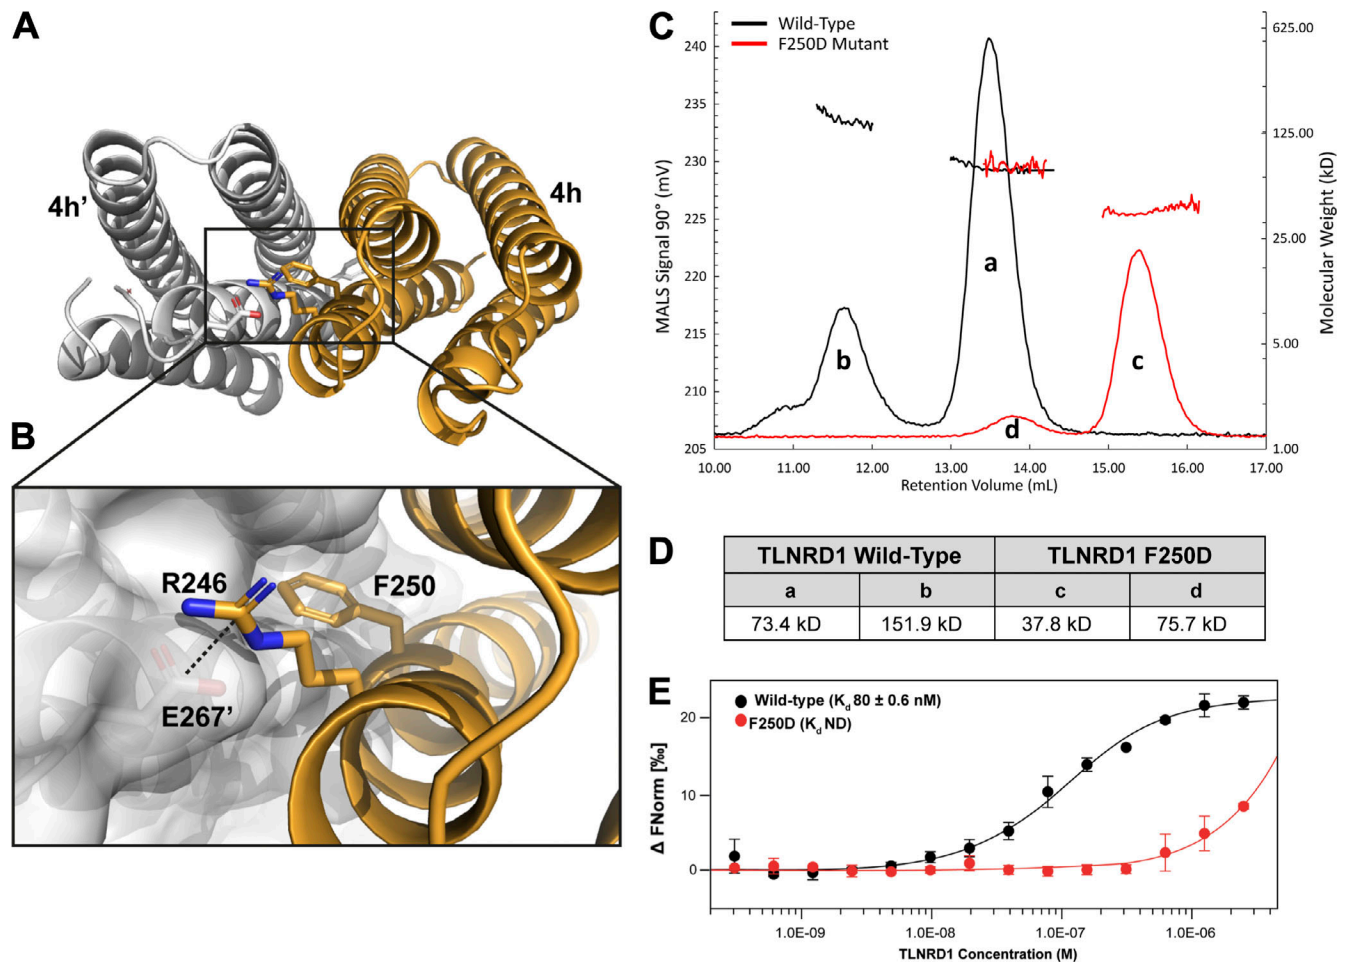 A
4h’
4h
B
R246
F250
E267’
C
Wild-Type
F250D Mutant
MALS Signal 90° (mV)
240
235
230
225
220
215
210
205
625.00
125.00
25.00
5.00
1.00
Molecular Weight (kD)
a
b
c
d
10.00 11.00 12.00 13.00 14.00 15.00 16.00 17.00
Retention Volume (mL)
D
TLNRD1 Wild-Type TLNRD1 F250D
a b c d
73.4 kD 151.9 kD 37.8 kD 75.7 kD
E
Wild-type (Kd 80 ± 0.6 nM)
F250D (Kd ND)
Δ FNorm [‰]
20
10
0
1.0E-09 1.0E-08 1.0E-07 1.0E-06
TLNRD1 Concentration (M)